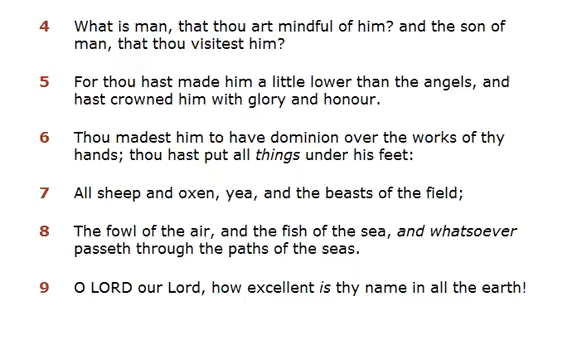 4 What is man, that thou art mindful of him? and the son of
man, that thou visitest him?
5 For thou hast made him a little lower than the angels, and
hast crowned him with glory and honour.
6 Thou madest him to have dominion over the works of thy
hands; thou hast put all things under his feet:
7 All sheep and oxen, yea, and the beasts of the field;
8 The fowl of the air, and the fish of the sea, and whatsoever
passeth through the paths of the seas.
9 O LORD our Lord, how excellent is thy name in all the earth!